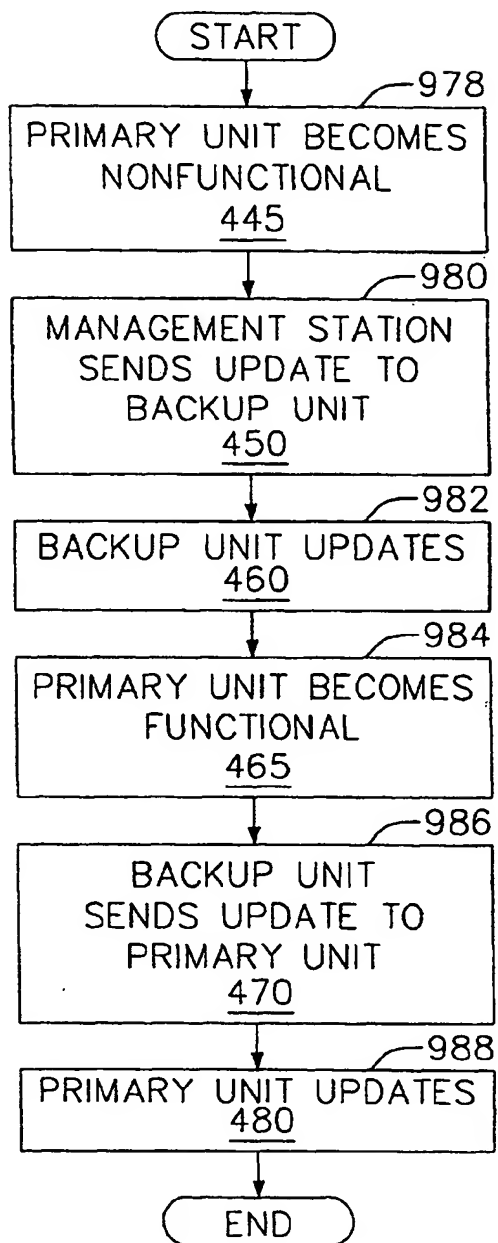 START
978
PRIMARY UNIT BECOMES
NONFUNCTIONAL
445
980
MANAGEMENT STATION
SENDS UPDATE TO
BACKUP UNIT
450
982
BACKUP UNIT UPDATES
460
984
PRIMARY UNIT BECOMES
FUNCTIONAL
465
986
BACKUP UNIT
SENDS UPDATE TO
PRIMARY UNIT
470
988
PRIMARY UNIT UPDATES
480
END